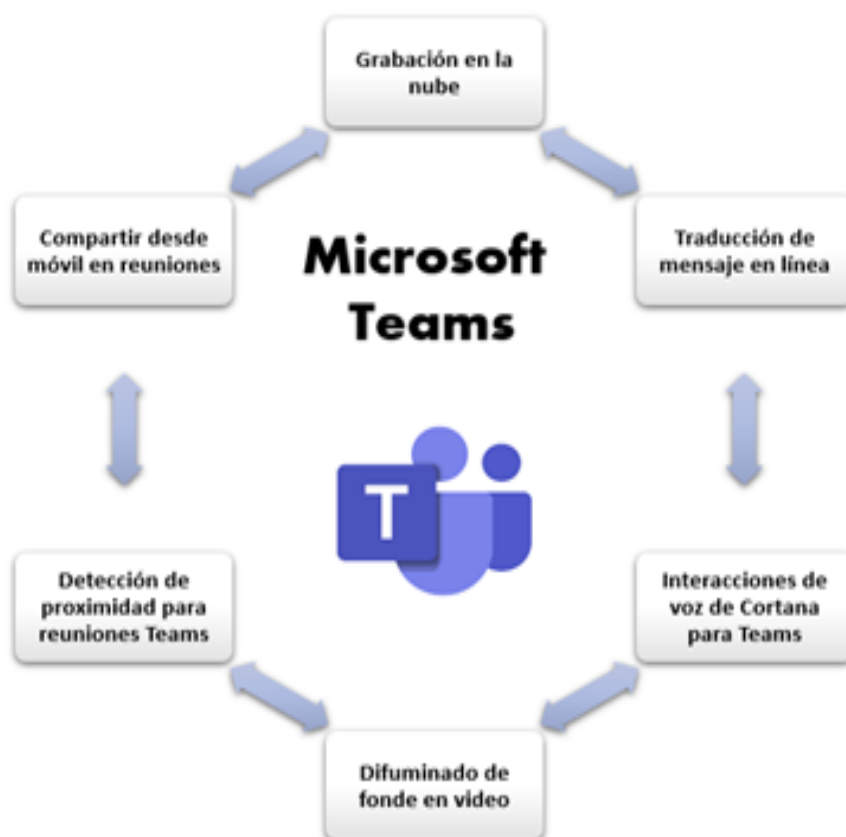 Grabación en la
nube
Compartir desde
móvil en reuniones
Microsoft
Teams
Traducción de
mensaje en línea
T
Detección de
proximidad para
reuniones Teams
Interacciones de
voz de Cortana
para Teams
Difuminado de
fonde en video